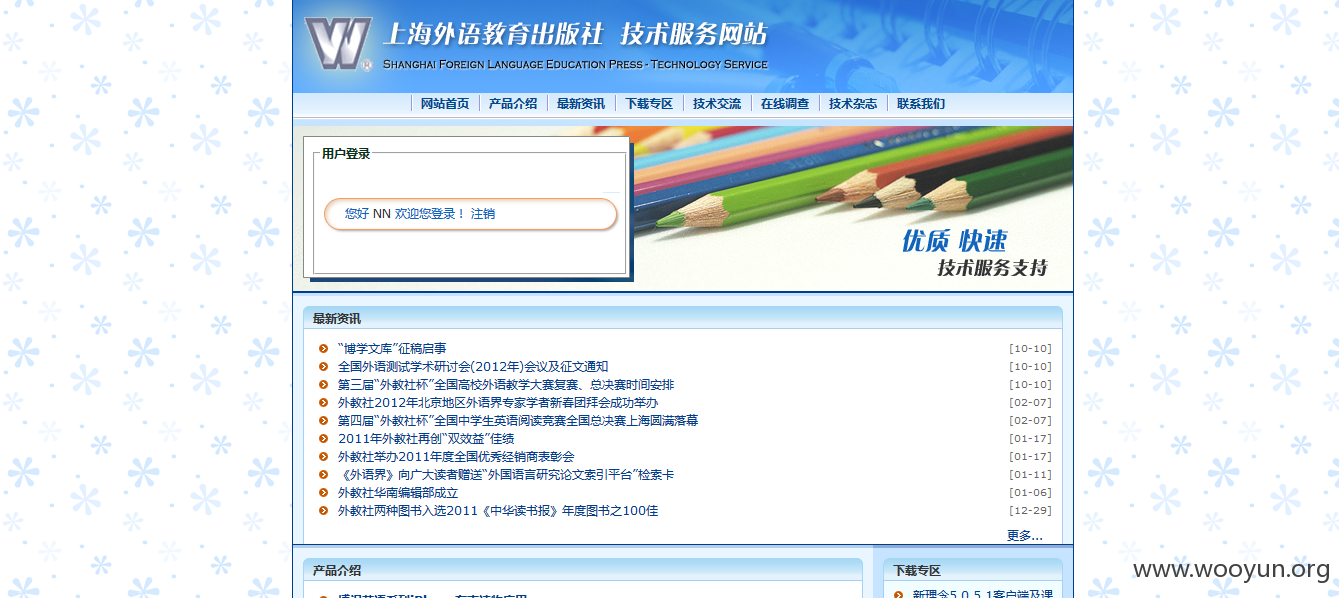 上海外语教育出版社 技术服务网站
SHANGHAI FOREIGN LANGUAGE EDUCATION PRESS - TECHNOLOGY SERVICE
网站首页 产品介绍 最新资讯 下载专区 技术交流 在线调查 技术杂志 联系我们
用户登录
您好 NN 欢迎您登录！ 注销
优质 快速
技术服务支持
最新资讯
“博学文库”征稿启事 [10-10]
全国外语测试学术研讨会(2012年)会议及征文通知 [10-10]
第三届“外教社杯”全国高校外语教学大赛复赛、总决赛时间安排 [10-10]
外教社2012年北京地区外语界专家学者新春团拜会成功举办 [02-07]
第四届“外教社杯”全国中学生英语阅读竞赛全国总决赛上海圆满落幕 [02-07]
2011年外教社再创“双效益”佳绩 [01-17]
外教社举办2011年度全国优秀经销商表彰会 [01-17]
《外语界》向广大读者赠送“外国语言研究论文索引平台”检索卡 [01-11]
外教社华南编辑部成立 [01-06]
外教社两种图书入选2011《中华读书报》年度图书之100佳 [12-29]
更多...
产品介绍 下载专区
新理念5.0.5.1客户端及课
www.wooyun.org